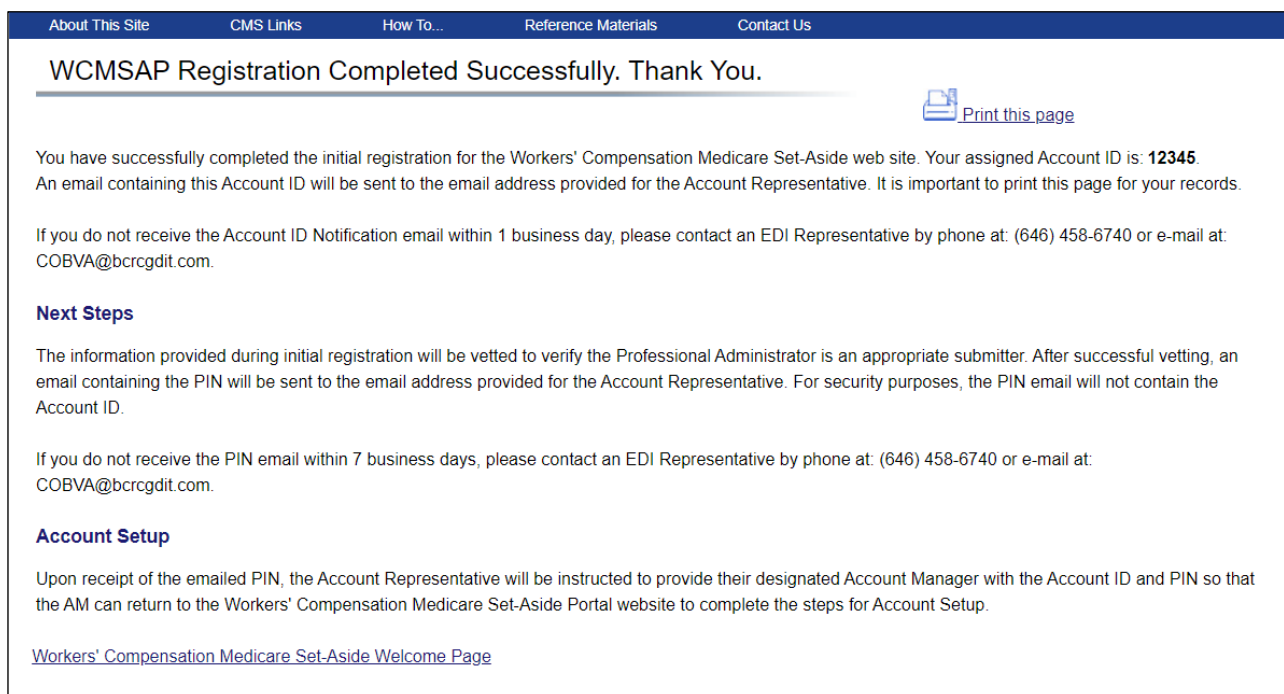 About This Site CMS Links How To... Reference Materials Contact Us
WCMSAP Registration Completed Successfully. Thank You.
Print this page
You have successfully completed the initial registration for the Workers' Compensation Medicare Set-Aside web site. Your assigned Account ID is: 12345.
An email containing this Account ID will be sent to the email address provided for the Account Representative. It is important to print this page for your records.
If you do not receive the Account ID Notification email within 1 business day, please contact an EDI Representative by phone at: (646) 458-6740 or e-mail at:
COBVA@bcrcgdit.com.
Next Steps
The information provided during initial registration will be vetted to verify the Professional Administrator is an appropriate submitter. After successful vetting, an
email containing the PIN will be sent to the email address provided for the Account Representative. For security purposes, the PIN email will not contain the
Account ID.
If you do not receive the PIN email within 7 business days, please contact an EDI Representative by phone at: (646) 458-6740 or e-mail at:
COBVA@bcrcgdit.com.
Account Setup
Upon receipt of the emailed PIN, the Account Representative will be instructed to provide their designated Account Manager with the Account ID and PIN so that
the AM can return to the Workers' Compensation Medicare Set-Aside Portal website to complete the steps for Account Setup.
Workers' Compensation Medicare Set-Aside Welcome Page